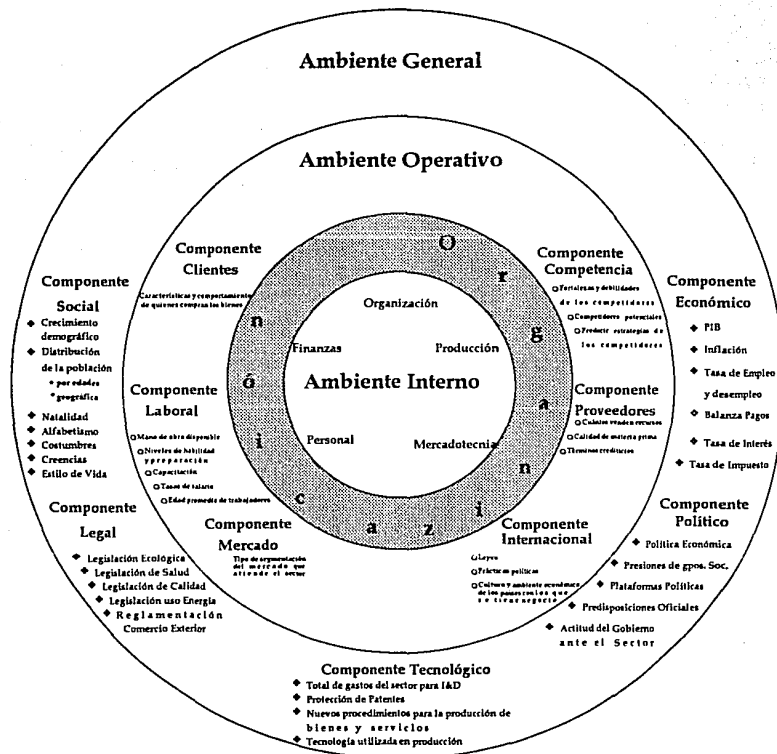 Ambiente General
Ambiente Operativo
Componente
Clientes
Características y comportamiento
de quienes compran los bienes
Organización
Componente
Competencia
Fortalezas y debilidades
de los competidores
Competidores potenciales
Predecir estrategias de
los competidores
Componente
Social
Crecimiento
demográfico
Distribución
de la población
por edades
geográfica
Natalidad
Alfabetismo
Costumbres
Creencias
Estilo de Vida
Componente
Económico
PIB
Inflación
Tasa de Empleo
y desempleo
Balanza Pagos
Tasa de Interés
Tasa de Impuesto
Organización
Finanzas
Producción
Ambiente Interno
Personal
Mercadotecnia
Componente
Laboral
Mano de obra disponible
Niveles de habilidad
y preparación
Capacitación
Tasas de salario
Edad promedio de trabajadores
Componente
Proveedores
Cuántos venden recursos
Calidad de materia prima
Términos crediticios
Componente
Legal
Legislación Ecológica
Legislación de Salud
Legislación de Calidad
Legislación uso Energía
Reglamentación
Comercio Exterior
Componente
Mercado
Tipo de segmentación
del mercado que
atiende el sector
Componente
Internacional
Leyes
Prácticas políticas
Cultura y ambiente económico
de los países con los que
se tiene negocio
Componente
Político
Política Económica
Presiones de gpos. Soc.
Plataformas Políticas
Predisposiciones Oficiales
Actitud del Gobierno
ante el Sector
Componente Tecnológico
Total de gastos del sector para I&D
Protección de Patentes
Nuevos procedimientos para la producción de
bienes y servicios
Tecnología utilizada en producción